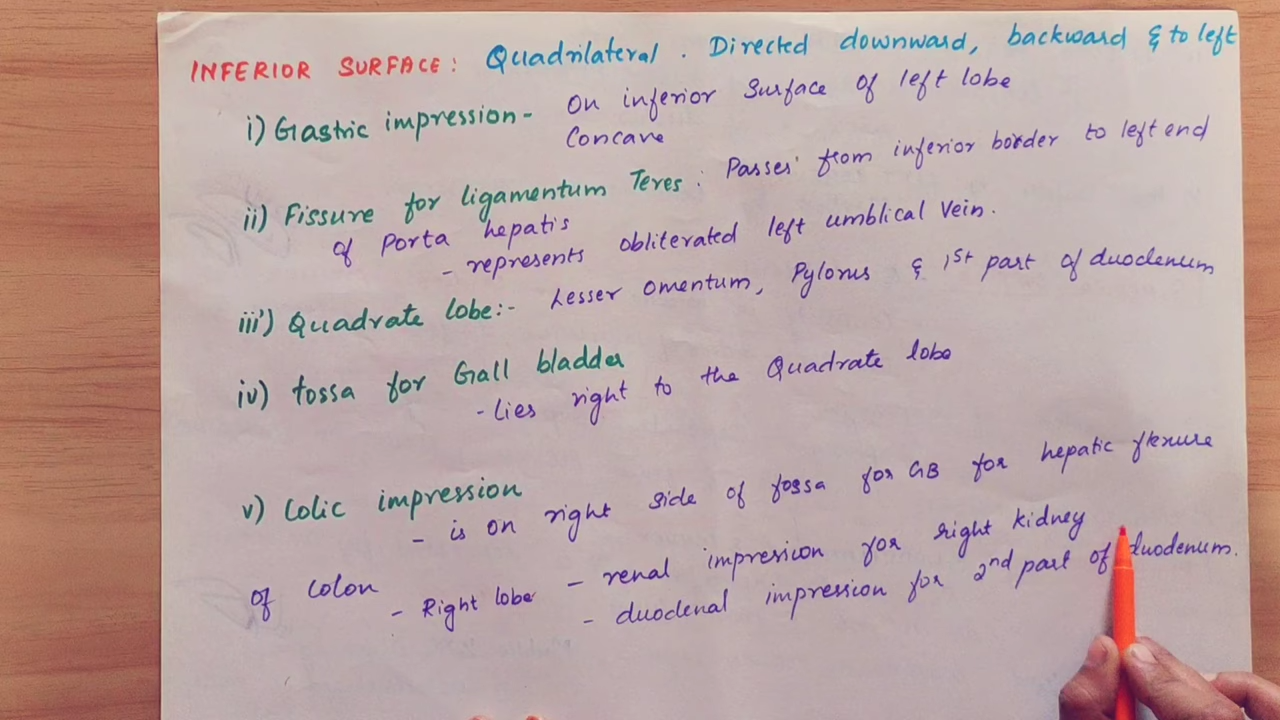 INFERIOR SURFACE: Quadrilateral. Directed downward, backward & to left
i) Gastric impression- On inferior Surface of left lobe
Concave
ii) Fissure for ligamentum Teres: Passes from inferior border to left end
of Porta hepatis
- represents obliterated left umblical Vein.
iii) Quadrate lobe:- Lesser omentum, Pylorus & 1st part of duodenum
iv) fossa for Gall bladder
- Lies right to the Quadrate lobe
v) Colic impression
- is on right side of fossa for GB for hepatic flexure
of colon
- Right lobe - renal impression for right kidney
- duodenal impression for 2nd part of duodenum.